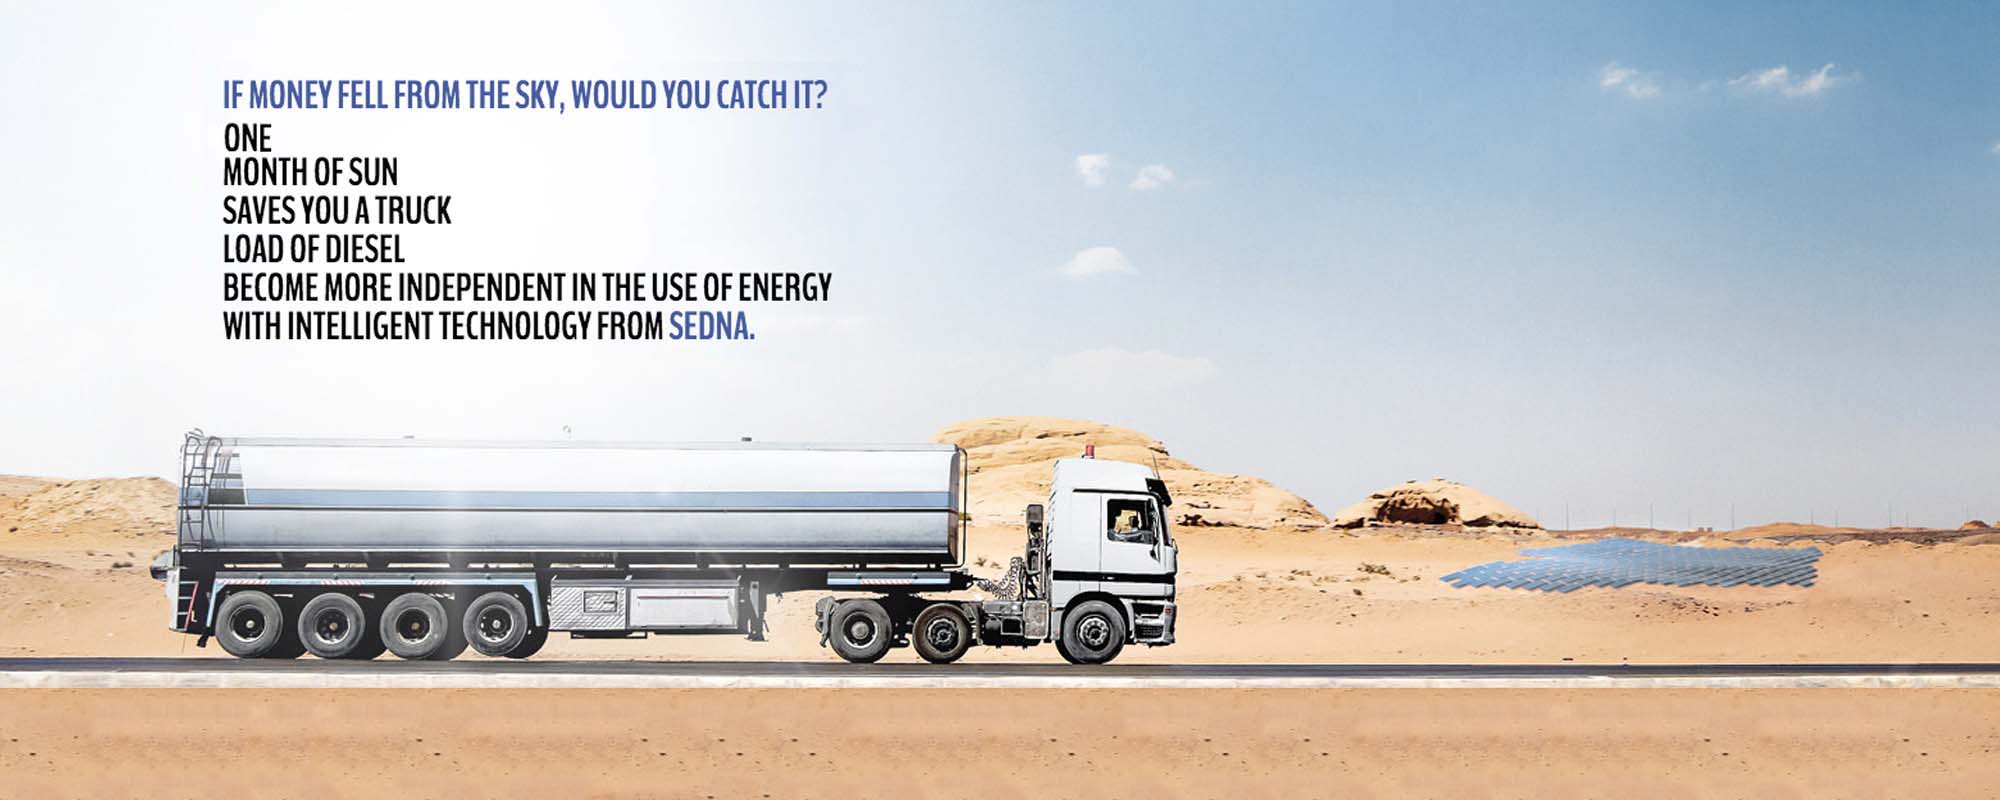 IF MONEY FELL FROM THE SKY, WOULD YOU CATCH IT?
ONE
MONTH OF SUN
SAVES YOU A TRUCK
LOAD OF DIESEL
BECOME MORE INDEPENDENT IN THE USE OF ENERGY
WITH INTELLIGENT TECHNOLOGY FROM SEDNA.